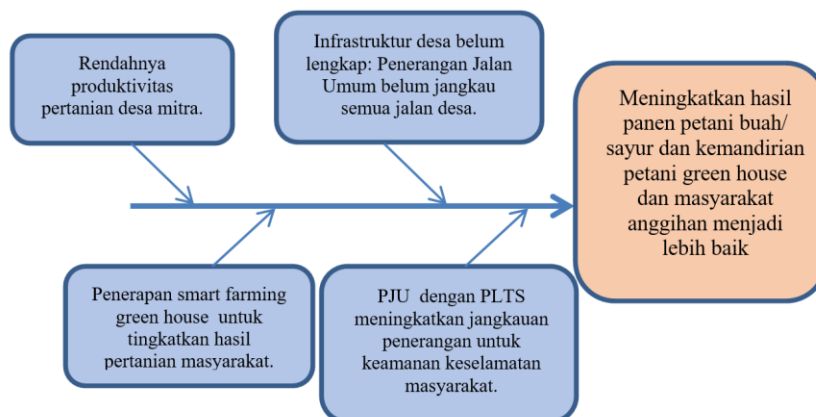 Rendahnya
produktivitas
pertanian desa mitra.
Infrastruktur desa belum
lengkap: Penerangan Jalan
Umum belum jangkau
semua jalan desa.
Meningkatkan hasil
panen petani buah/
sayur dan kemandirian
petani green house
dan masyarakat
anggihan menjadi
lebih baik
Penerapan smart farming
green house untuk
tingkatkan hasil
pertanian masyarakat.
PJU dengan PLTS
meningkatkan jangkauan
penerangan untuk
keamanan keselamatan
masyarakat.